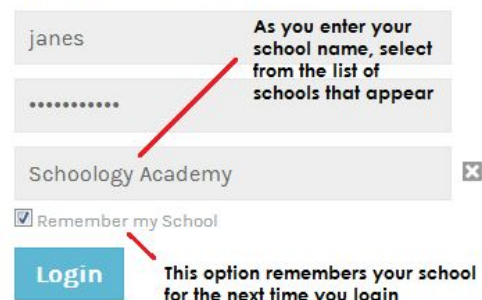 janes
As you enter your
school name, select
from the list of
schools that appear
•••••••••••
Schoology Academy
Remember my School
Login
This option remembers your school
for the next time you login